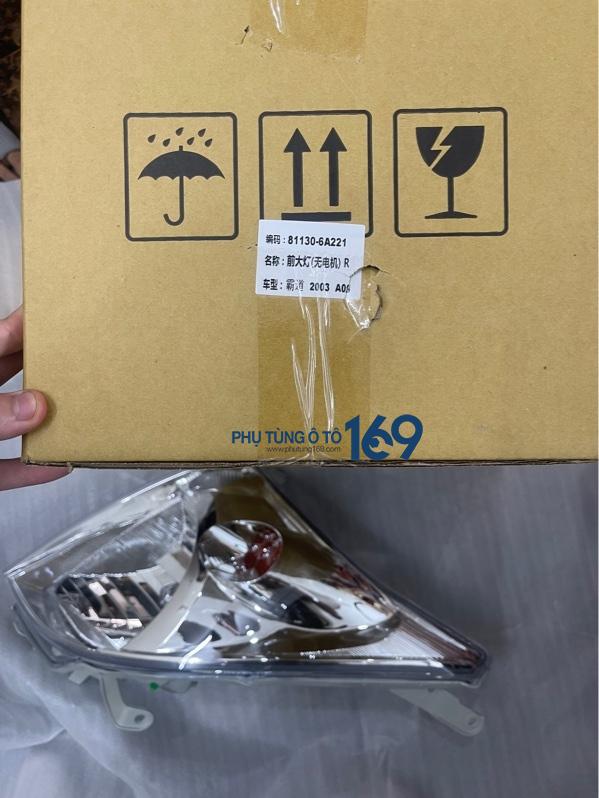 编码：81130-6A221
名称：前大灯(无电机) R
车型：霸道 2003 A09
PHỤ TÙNG Ô TÔ 169
www.phutung169.com